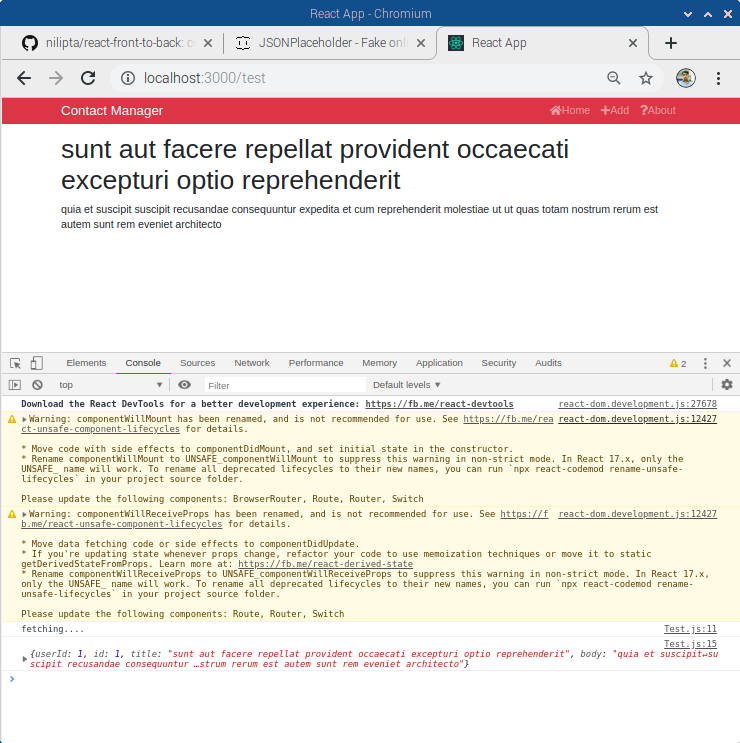 React App - Chromium
nilipta/react-front-to-back: c
JSONPlaceholder - Fake onl
React App
localhost:3000/test
Contact Manager
Home
Add
About
sunt aut facere repellat provident occaecati
excepturi optio reprehenderit
quia et suscipit suscipit recusandae consequuntur expedita et cum reprehenderit molestiae ut ut quas totam nostrum rerum est
autem sunt rem eveniet architecto
Elements Console Sources Network Performance Memory Application Security Audits 2
top Filter Default levels ▼
Download the React DevTools for a better development experience: https://fb.me/react-devtools react-dom.development.js:27678
Warning: componentWillMount has been renamed, and is not recommended for use. See https://fb.me/rea react-dom.development.js:12427
ct-unsafe-component-lifecycles for details.
* Move code with side effects to componentDidMount, and set initial state in the constructor.
* Rename componentWillMount to UNSAFE_componentWillMount to suppress this warning in non-strict mode. In React 17.x, only the
UNSAFE_ name will work. To rename all deprecated lifecycles to their new names, you can run `npx react-codemod rename-unsafe-
lifecycles` in your project source folder.
Please update the following components: BrowserRouter, Route, Router, Switch
Warning: componentWillReceiveProps has been renamed, and is not recommended for use. See https://f react-dom.development.js:12427
b.me/react-unsafe-component-lifecycles for details.
* Move data fetching code or side effects to componentDidUpdate.
* If you're updating state whenever props change, refactor your code to use memoization techniques or move it to static
getDerivedStateFromProps. Learn more at: https://fb.me/react-derived-state
* Rename componentWillReceiveProps to UNSAFE_componentWillReceiveProps to suppress this warning in non-strict mode. In React 17.x,
only the UNSAFE_ name will work. To rename all deprecated lifecycles to their new names, you can run `npx react-codemod rename-
unsafe-lifecycles` in your project source folder.
Please update the following components: Route, Router, Switch
fetching.... Test.js:11
Test.js:15
{userId: 1, id: 1, title: "sunt aut facere repellat provident occaecati excepturi optio reprehenderit", body: "quia et suscipit↵su
scipit recusandae consequuntur …strum rerum est autem sunt rem eveniet architecto"}